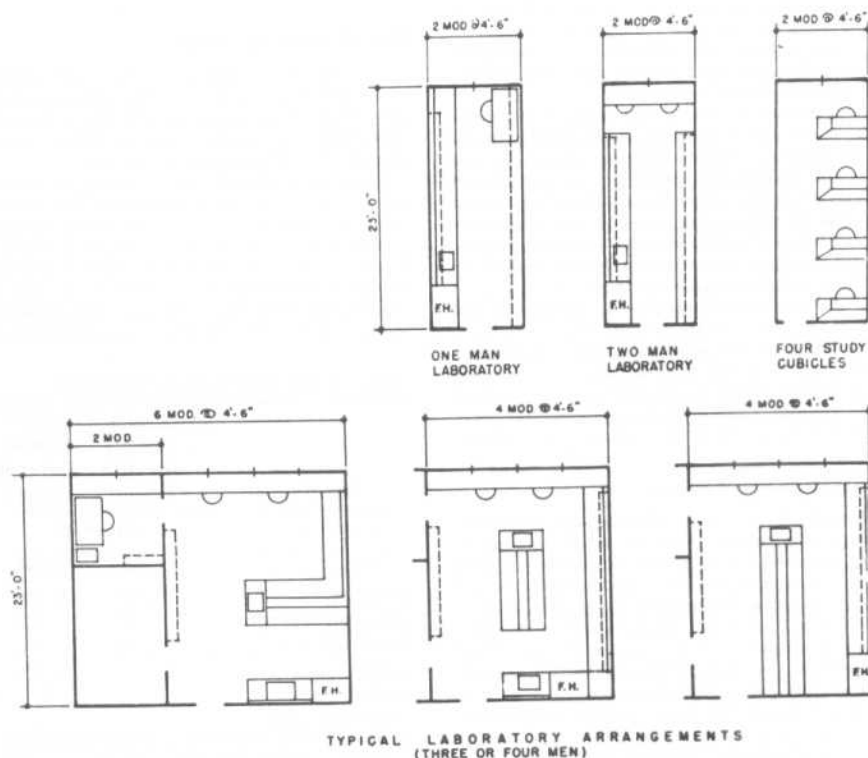 2 MOD @ 4'-6"
2 MOD @ 4'-6"
2 MOD @ 4'-6"
23'-0"
F.H.
F.H.
ONE MAN
LABORATORY
TWO MAN
LABORATORY
FOUR STUDY
CUBICLES
6 MOD @ 4'-6"
2 MOD
4 MOD @ 4'-6"
4 MOD @ 4'-6"
23'-0"
F.H.
F.H.
F.H.
TYPICAL LABORATORY ARRANGEMENTS
(THREE OR FOUR MEN)